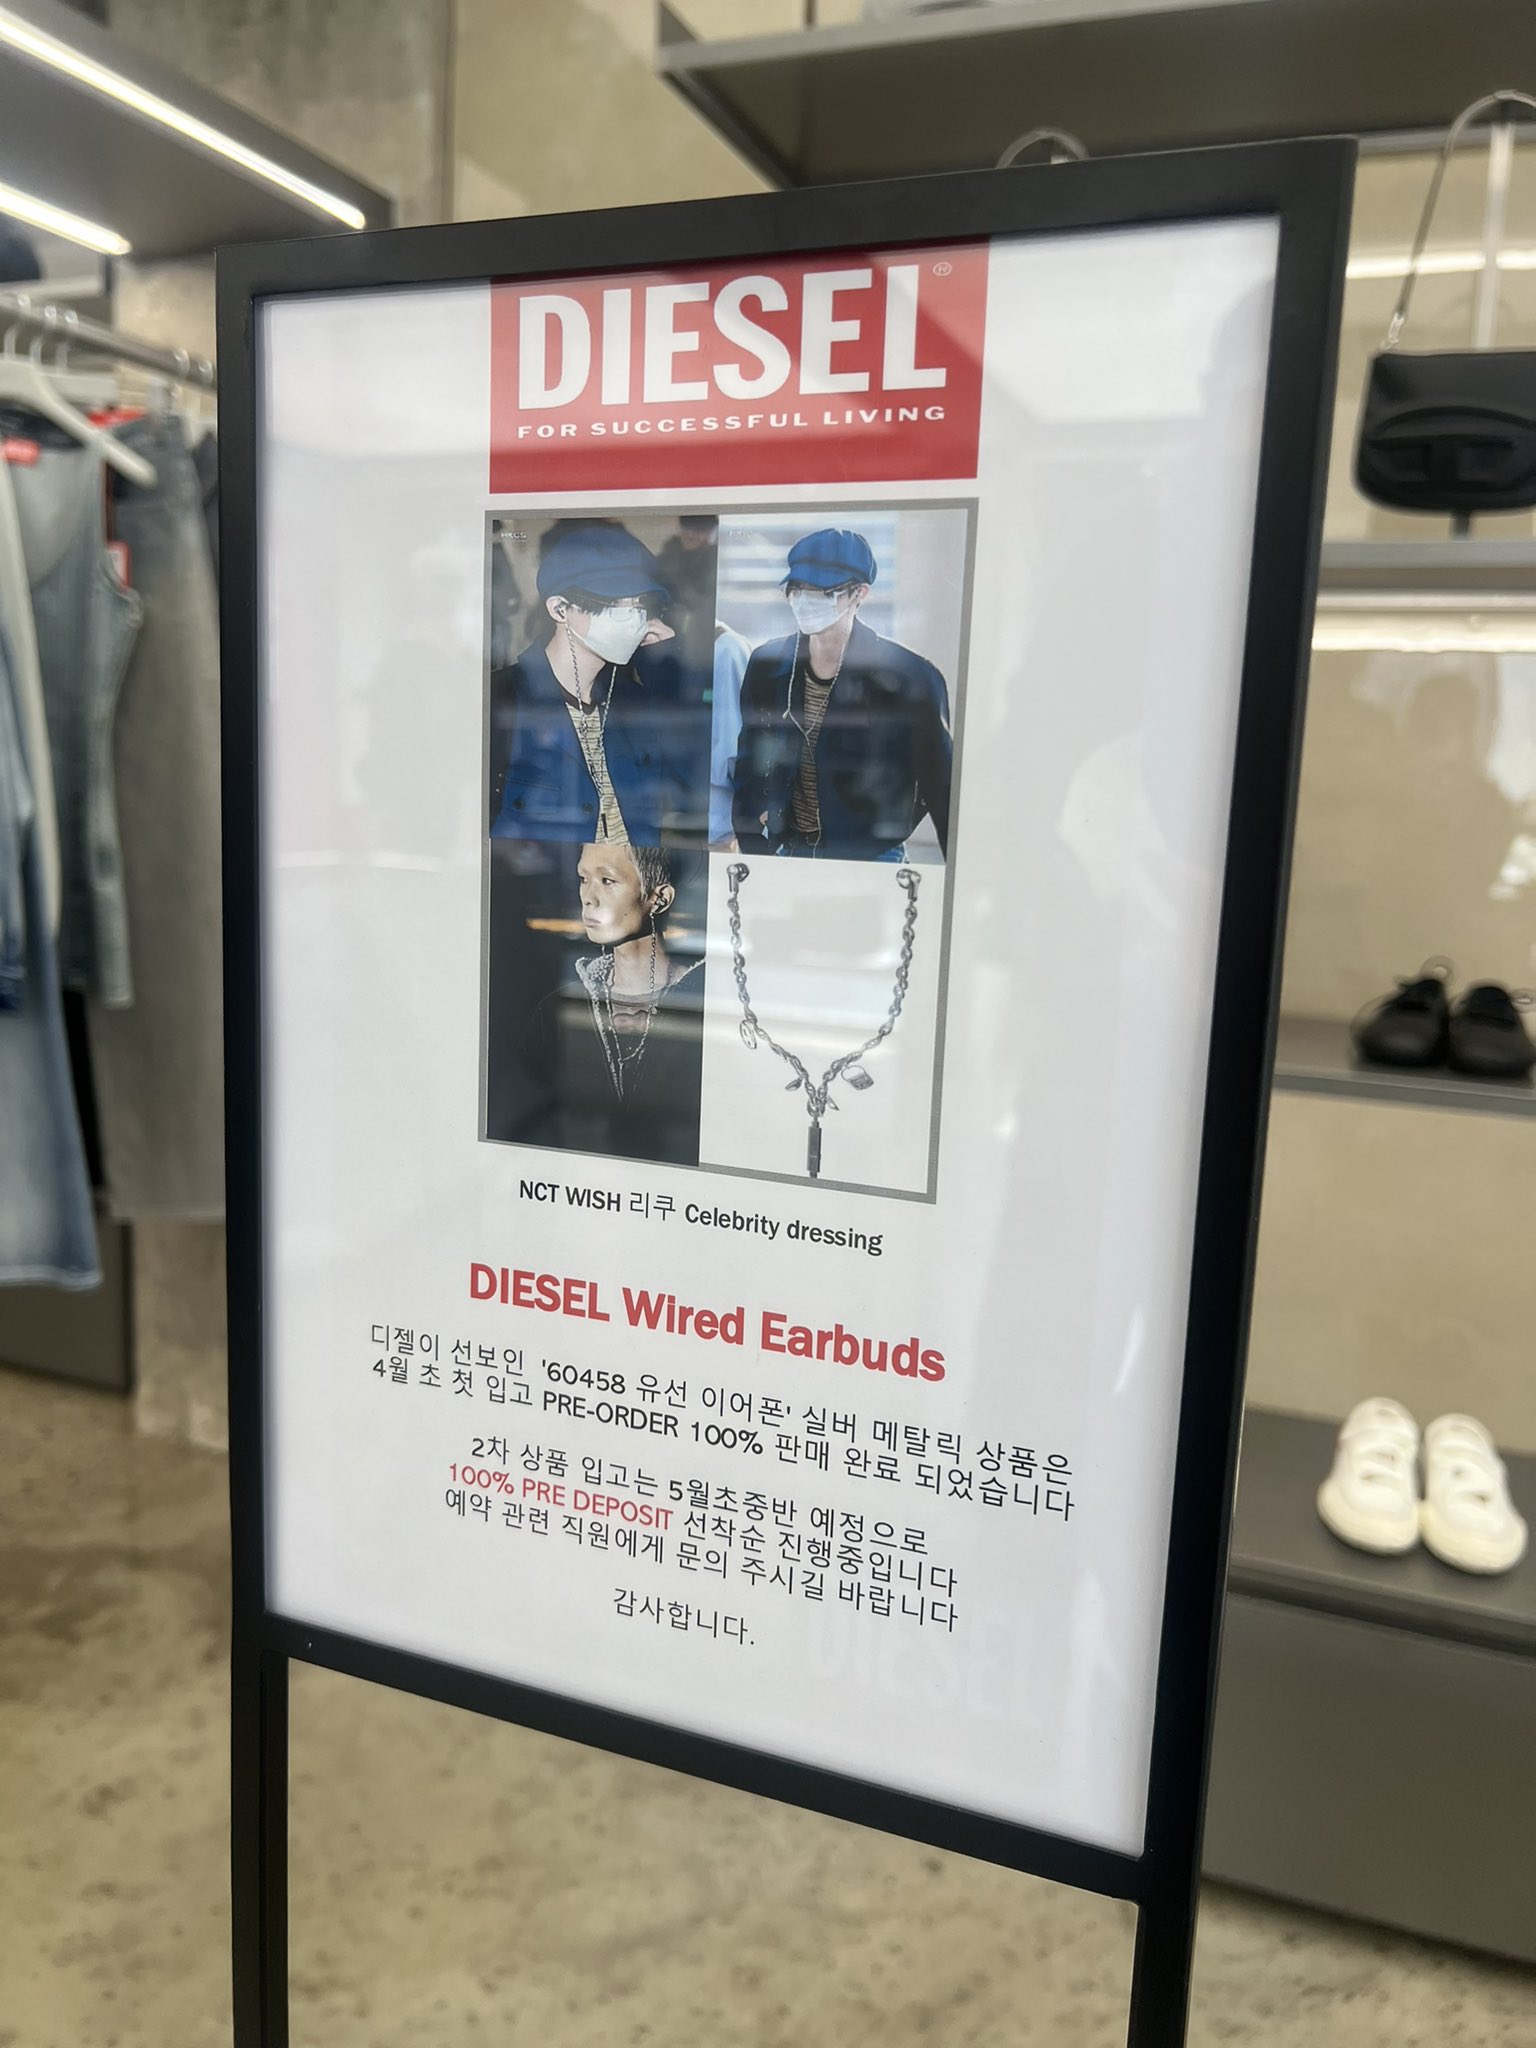 DIESEL®
FOR SUCCESSFUL LIVING
HKCS
NCT WISH 리쿠 Celebrity dressing
DIESEL Wired Earbuds
디젤이 선보인 '60458 유선 이어폰' 실버 메탈릭 상품은
4월 초 첫 입고 PRE-ORDER 100% 판매 완료 되었습니다
2차 상품 입고는 5월초중반 예정으로
100% PRE DEPOSIT 선착순 진행중입니다
예약 관련 직원에게 문의 주시길 바랍니다
감사합니다.